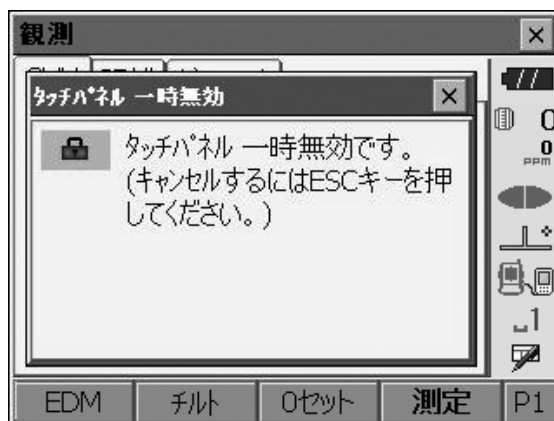 観測
タッチパネル 一時無効
タッチパネル 一時無効です。
(キャンセルするにはESCキーを押
してください。)
0
0
PPM
1
EDM
チルト
0セット
測定
P1